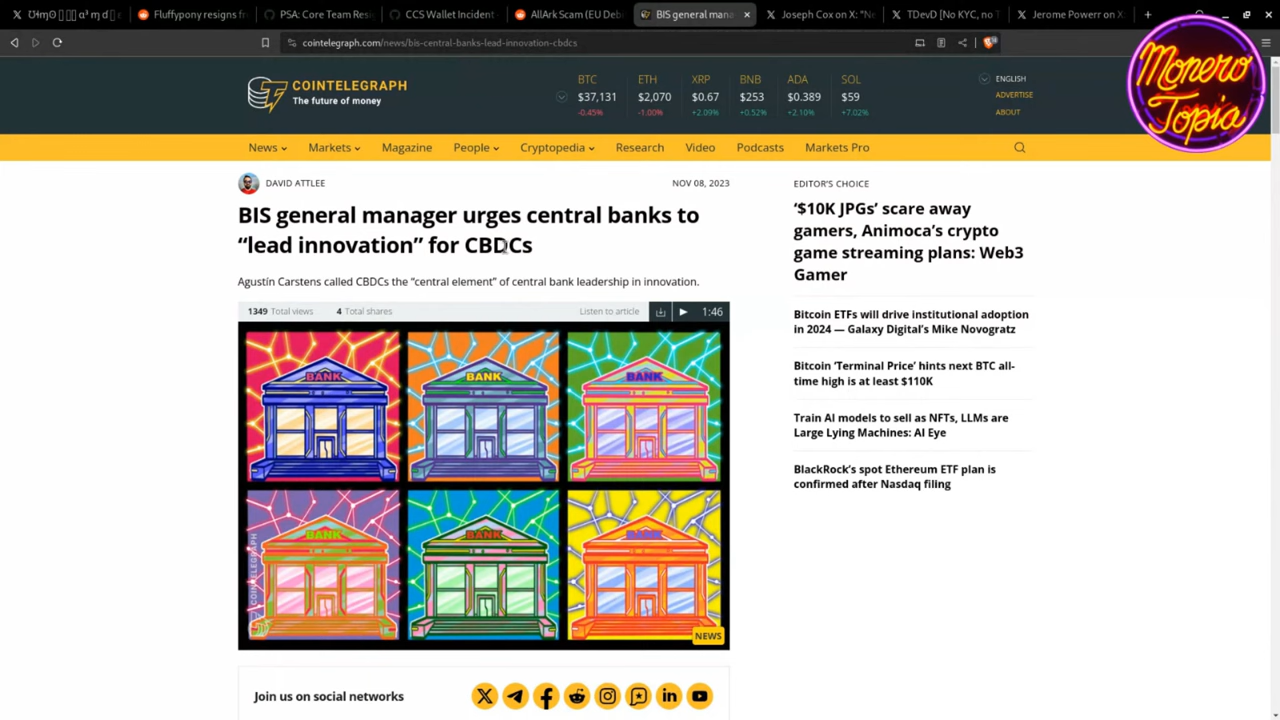 Fluffypony resigns fr
PSA: Core Team Resi
CCS Wallet Incident
AllArk Scam (EU Deb
BIS general mana
Joseph Cox on X: "Ne
TDevD [No KYC, no T
Jerome Powerr on X
cointelegraph.com/news/bis-central-banks-lead-innovation-cbdcs
Monero
Topia
COINTELEGRAPH
The future of money
BTC ETH XRP BNB ADA SOL
$37,131 $2,070 $0.67 $253 $0.389 $59
-0.45% -1.00% +2.09% +0.52% +2.10% +7.02%
ENGLISH
ADVERTISE
ABOUT
News Markets Magazine People Cryptopedia Research Video Podcasts Markets Pro
DAVID ATTLEE NOV 08, 2023
BIS general manager urges central banks to
“lead innovation” for CBDCs
Agustín Carstens called CBDCs the “central element” of central bank leadership in innovation.
1349 Total views 4 Total shares Listen to article 1:46
BANK BANK BANK
BANK BANK BANK
COINTELEGRAPH
NEWS
Join us on social networks
EDITOR’S CHOICE
‘$10K JPGs’ scare away
gamers, Animoca’s crypto
game streaming plans: Web3
Gamer
Bitcoin ETFs will drive institutional adoption
in 2024 — Galaxy Digital’s Mike Novogratz
Bitcoin ‘Terminal Price’ hints next BTC all-
time high is at least $110K
Train AI models to sell as NFTs, LLMs are
Large Lying Machines: AI Eye
BlackRock’s spot Ethereum ETF plan is
confirmed after Nasdaq filing